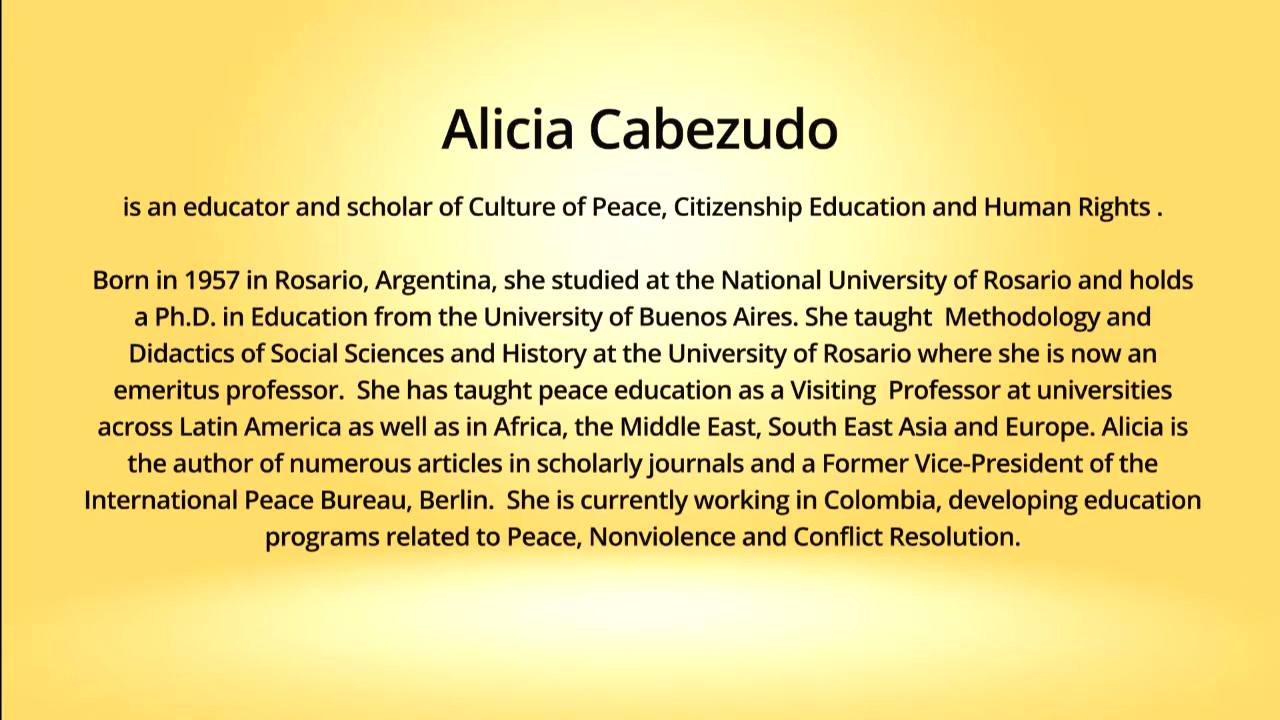 Alicia Cabezudo
is an educator and scholar of Culture of Peace, Citizenship Education and Human Rights .
Born in 1957 in Rosario, Argentina, she studied at the National University of Rosario and holds
a Ph.D. in Education from the University of Buenos Aires. She taught  Methodology and
Didactics of Social Sciences and History at the University of Rosario where she is now an
emeritus professor.  She has taught peace education as a Visiting  Professor at universities
across Latin America as well as in Africa, the Middle East, South East Asia and Europe. Alicia is
the author of numerous articles in scholarly journals and a Former Vice-President of the
International Peace Bureau, Berlin.  She is currently working in Colombia, developing education
programs related to Peace, Nonviolence and Conflict Resolution.